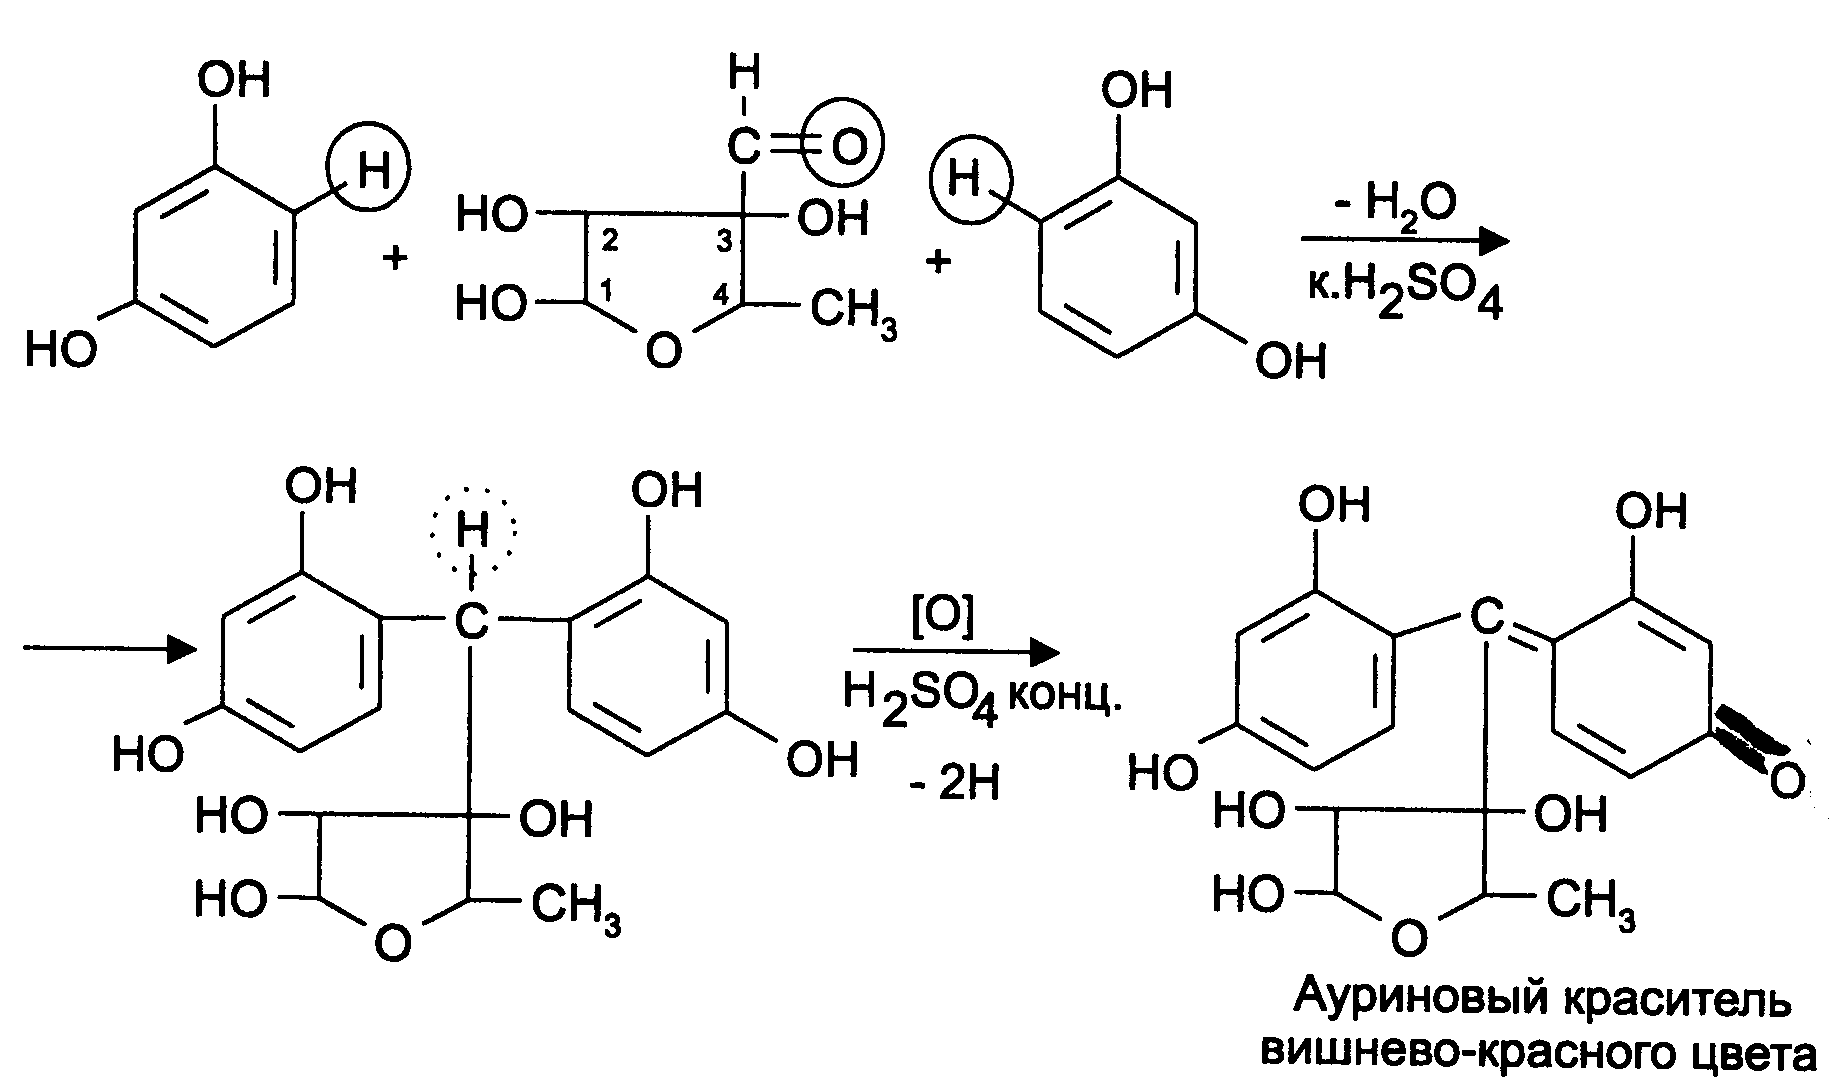 OH H
HO
+
H
C=O
HO OH
2 3
HO 1 4 CH3
O
+
H OH
OH
- H2O
к.H2SO4
OH H OH
C
HO OH
HO OH
HO CH3
O
[O]
H2SO4 конц.
- 2H
OH OH
C
HO O
HO OH
HO CH3
O
Ауриновый краситель
вишнево-красного цвета